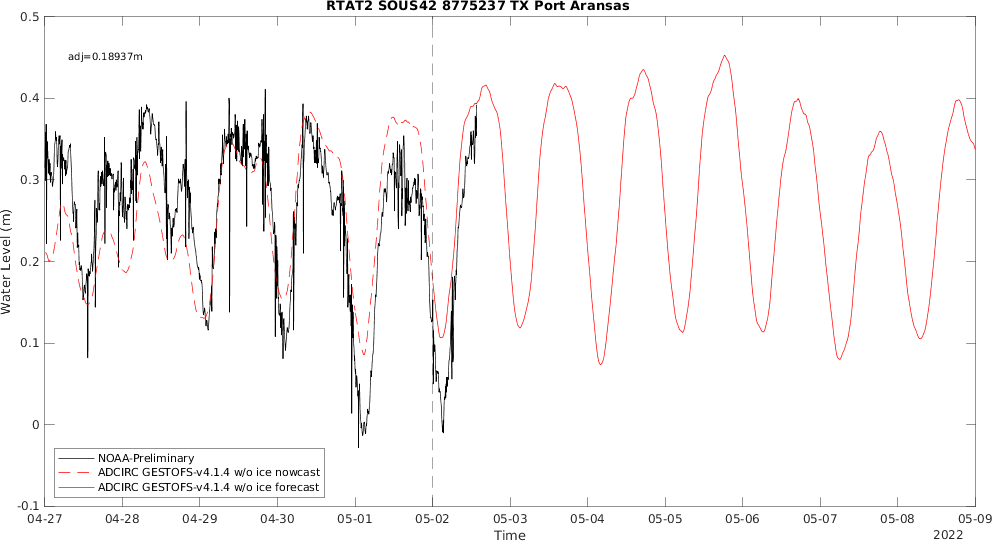 RTAT2 SOUS42 8775237 TX Port Aransas
0.5
adj=0.18937m
0.4
0.3
0.2
0.1
0
-0.1
Water Level (m)
NOAA-Preliminary
ADCIRC GESTOFS-v4.1.4 w/o ice nowcast
ADCIRC GESTOFS-v4.1.4 w/o ice forecast
04-27 04-28 04-29 04-30 05-01 05-02 05-03 05-04 05-05 05-06 05-07 05-08 05-09
Time
2022